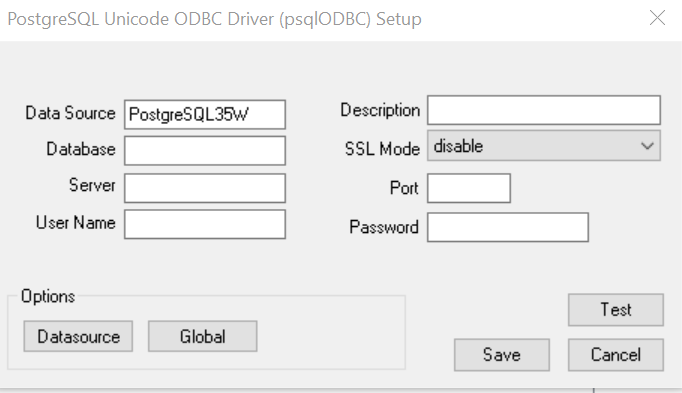 PostgreSQL Unicode ODBC Driver (psqlODBC) Setup
Data Source PostgreSQL35W
Description
Database
SSL Mode disable
Server
Port
User Name
Password
Options
Datasource
Global
Test
Save
Cancel